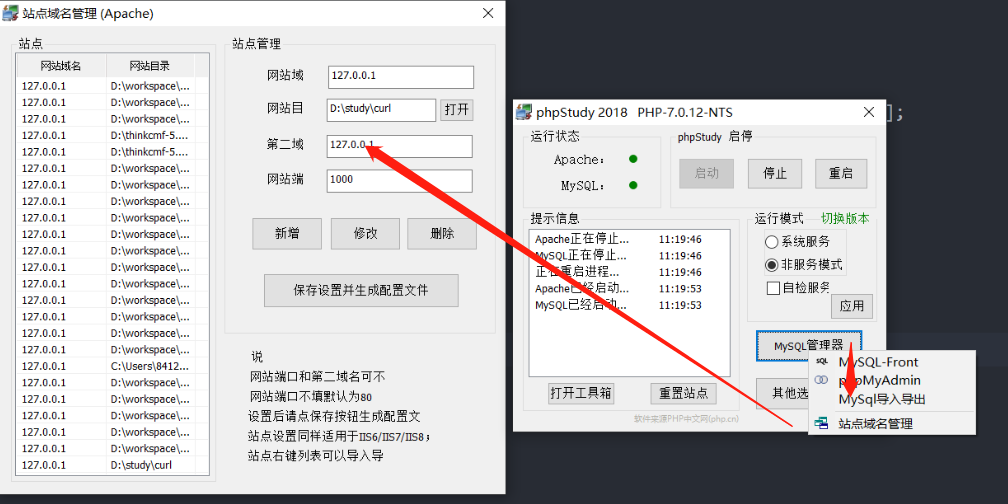 站点域名管理 (Apache)
站点
网站域名 网站目录
127.0.0.1 D:\workspace\...
127.0.0.1 D:\workspace\...
127.0.0.1 D:\workspace\...
127.0.0.1 D:\thinkcmf-5....
127.0.0.1 D:\thinkcmf-5....
127.0.0.1 D:\workspace\...
127.0.0.1 D:\workspace\...
127.0.0.1 D:\workspace\...
127.0.0.1 D:\workspace\...
127.0.0.1 D:\workspace\...
127.0.0.1 D:\workspace\...
127.0.0.1 D:\workspace\...
127.0.0.1 D:\workspace\...
127.0.0.1 D:\workspace\...
127.0.0.1 D:\workspace\...
127.0.0.1 D:\workspace\...
127.0.0.1 D:\workspace\...
127.0.0.1 C:\Users\8412...
127.0.0.1 D:\workspace\...
127.0.0.1 D:\workspace\...
127.0.0.1 D:\workspace\...
127.0.0.1 D:\workspace\...
127.0.0.1 D:\workspace\...
127.0.0.1 D:\study\curl
站点管理
网站域 127.0.0.1
网站目 D:\study\curl 打开
第二域 127.0.0.1
网站端 1000
新增 修改 删除
保存设置并生成配置文件
说
网站端口和第二域名可不
网站端口不填默认为80
设置后请点保存按钮生成配置文
站点设置同样适用于IIS6/IIS7/IIS8;
站点右键列表可以导入导
];
phpStudy 2018 PHP-7.0.12-NTS
运行状态
Apache:
MySQL:
phpStudy 启停
启动 停止 重启
提示信息
Apache正在停止... 11:19:46
MySQL正在停止... 11:19:46
正在重启进程... 11:19:46
Apache已经启动... 11:19:53
MySQL已经启动... 11:19:53
运行模式 切换版本
系统服务
非服务模式
自检服务
应用
MySQL管理器
打开工具箱 重置站点 其他选
软件来源PHP中文网(php.cn)
SQL MySQL-Front
phpMyAdmin
MySql导入导出
站点域名管理